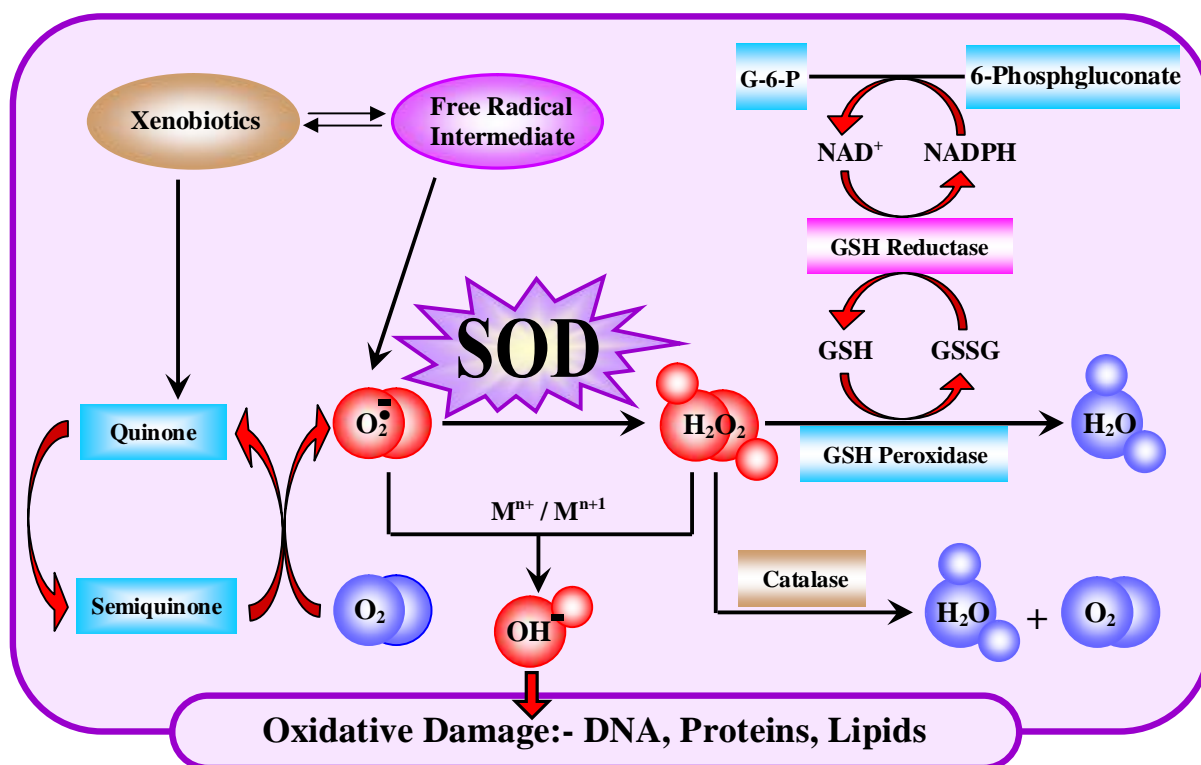 G-6-P
6-Phosphgluconate
Xenobiotics
Free Radical
Intermediate
NAD⁺
NADPH
GSH Reductase
SOD
GSH
GSSG
Quinone
O₂•⁻
H₂O₂
H₂O
GSH Peroxidase
Mⁿ⁺ / Mⁿ⁺¹
Catalase
Semiquinone
O₂
OH⁻
H₂O
+
O₂
Oxidative Damage:- DNA, Proteins, Lipids